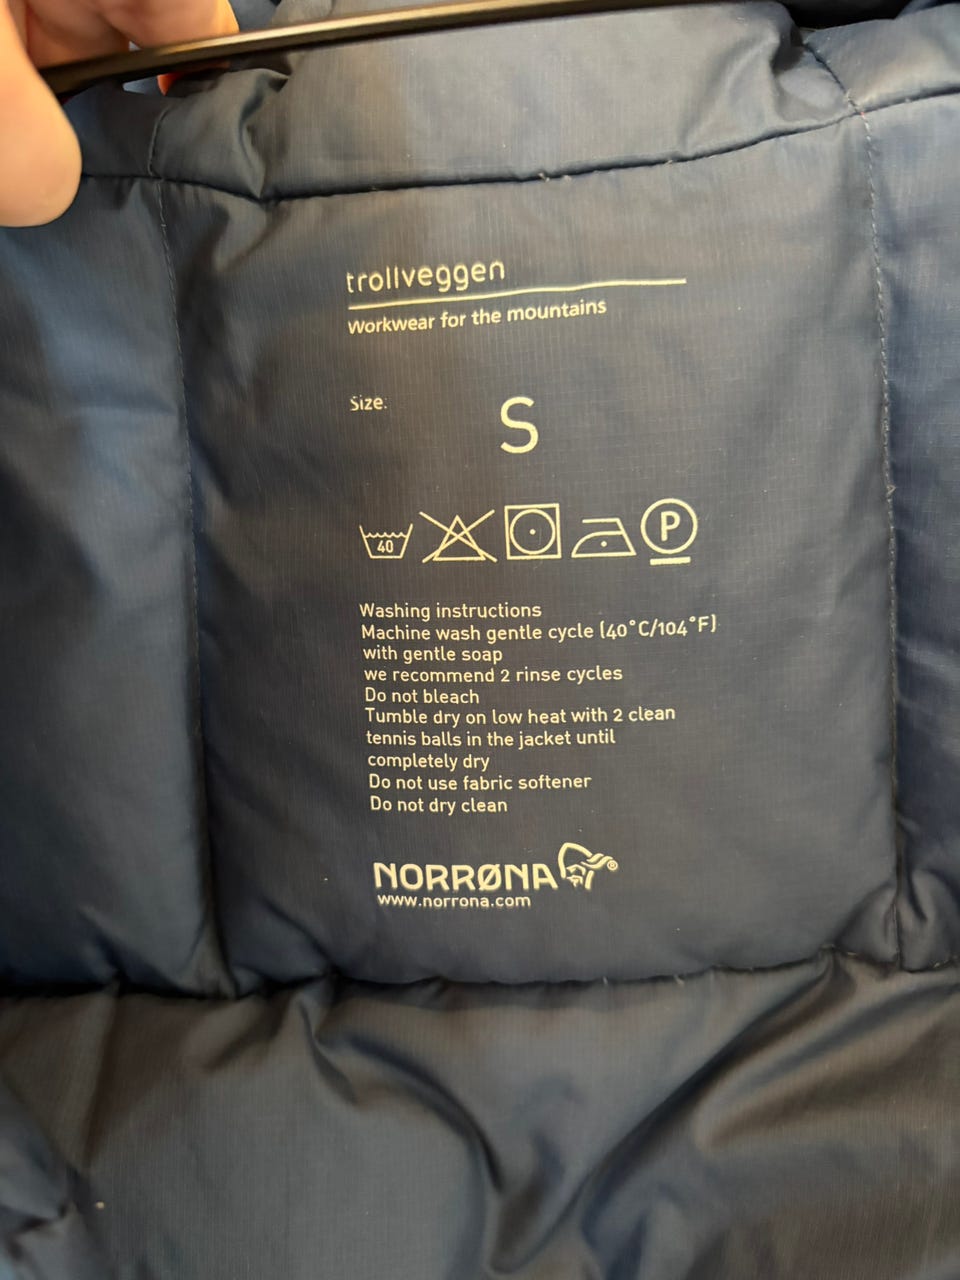 trollveggen
Workwear for the mountains
Size: S
40 P
Washing instructions
Machine wash gentle cycle (40°C/104°F)
with gentle soap
we recommend 2 rinse cycles
Do not bleach
Tumble dry on low heat with 2 clean
tennis balls in the jacket until
completely dry
Do not use fabric softener
Do not dry clean
NORRØNA®
www.norrona.com